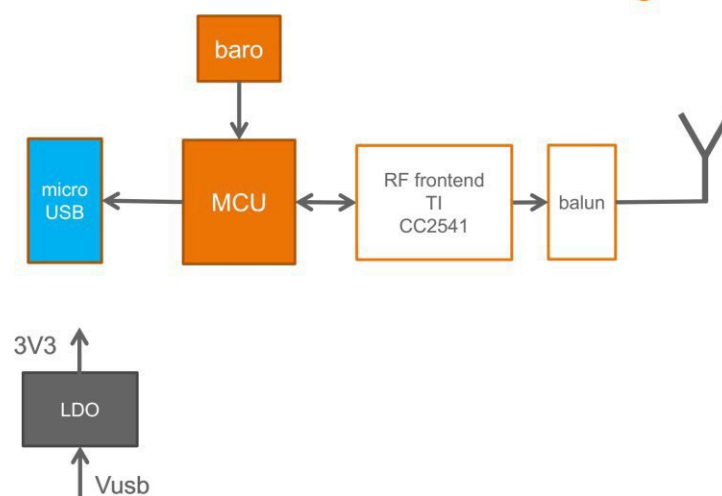 baro
micro
USB
MCU
RF frontend
TI
CC2541
balun
3V3
LDO
Vusb